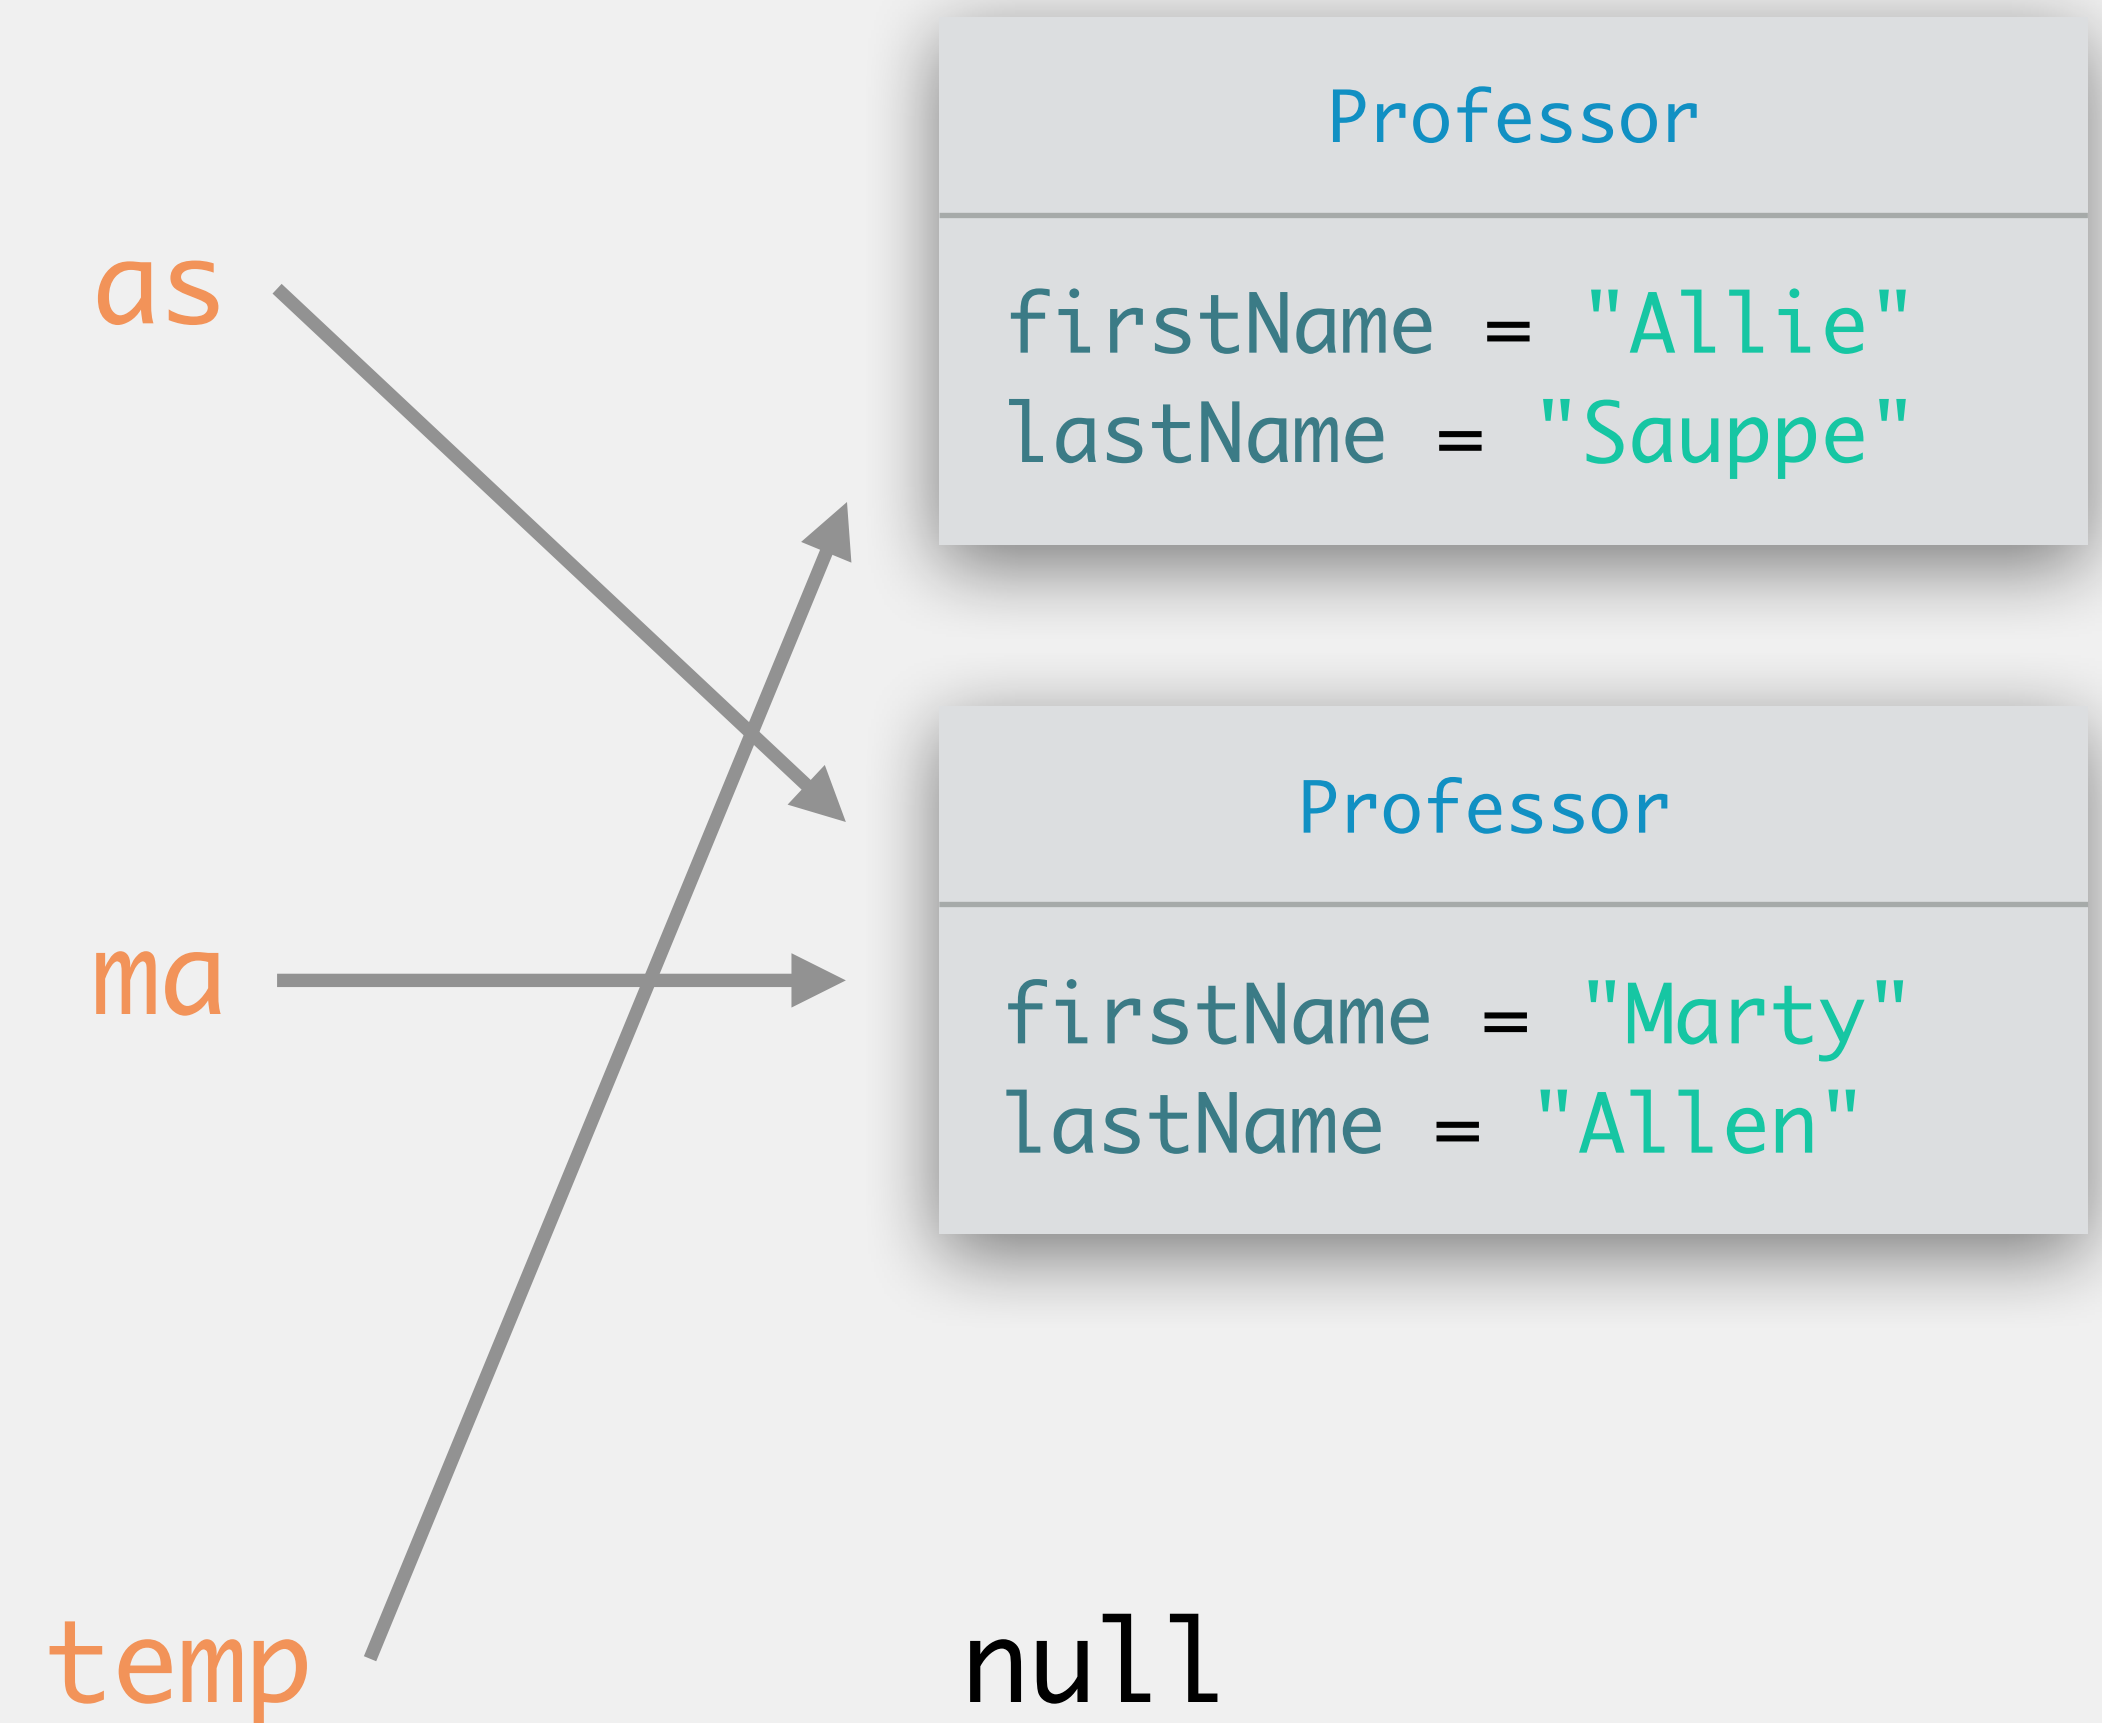 Professor
as
firstName = "Allie"
lastName = "Sauppe"
Professor
ma
firstName = "Marty"
lastName = "Allen"
temp
null